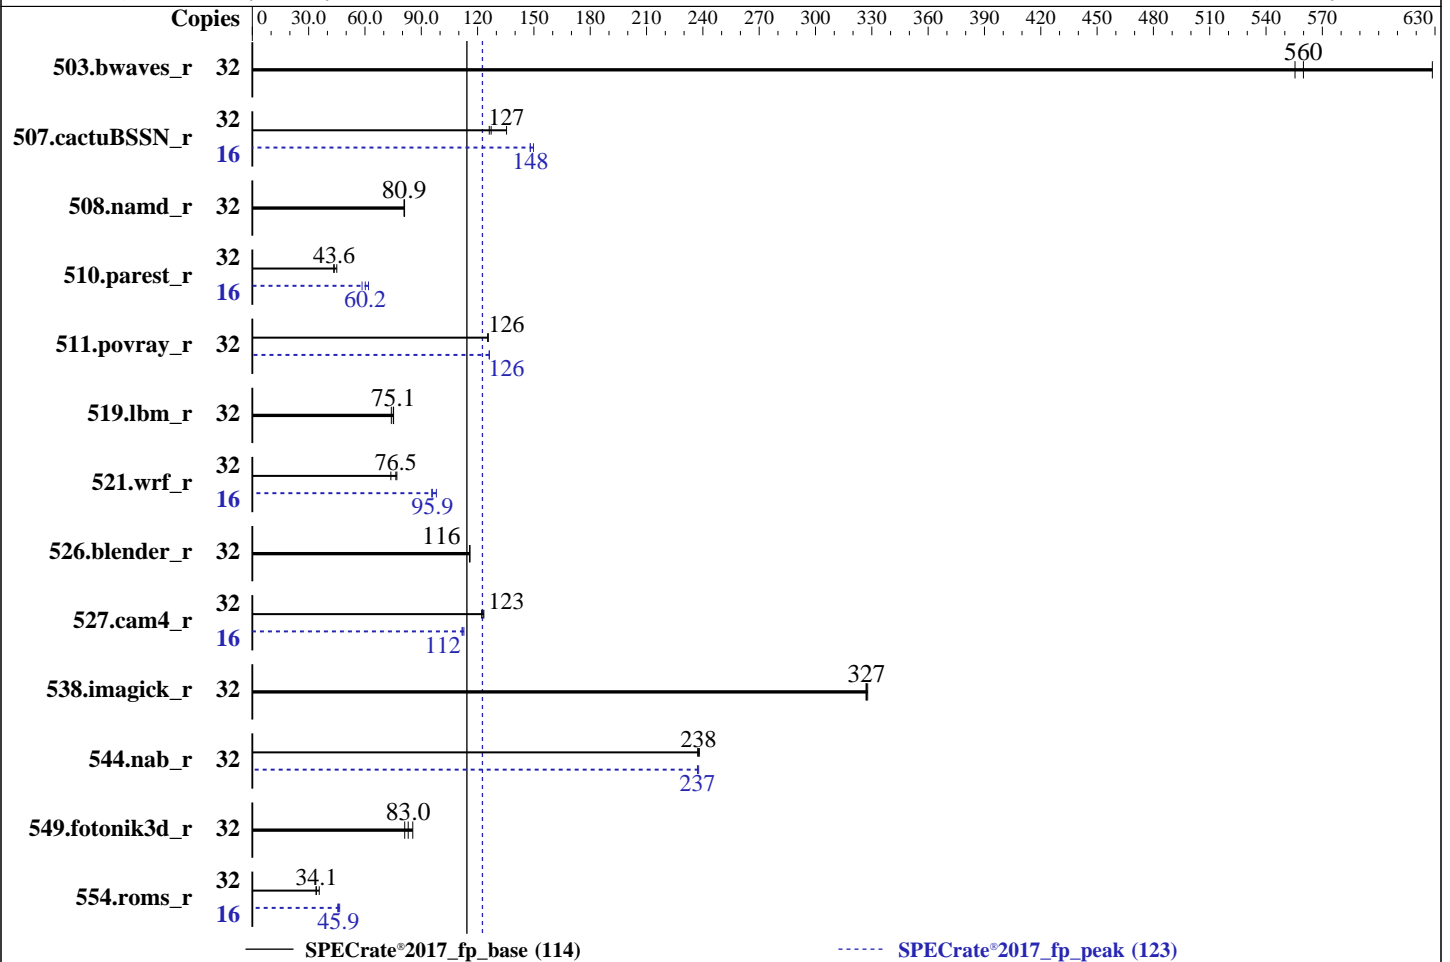 Copies 0 30.0 60.0 90.0 120 150 180 210 240 270 300 330 360 390 420 450 480 510 540 570 630
503.bwaves_r 32 560
507.cactuBSSN_r 32 127
16 148
508.namd_r 32 80.9
510.parest_r 32 43.6
16 60.2
511.povray_r 32 126
126
519.lbm_r 32 75.1
521.wrf_r 32 76.5
16 95.9
526.blender_r 32 116
527.cam4_r 32 123
16 112
538.imagick_r 32 327
544.nab_r 32 238
237
549.fotonik3d_r 32 83.0
554.roms_r 32 34.1
16 45.9
SPECrate®2017_fp_base (114) SPECrate®2017_fp_peak (123)